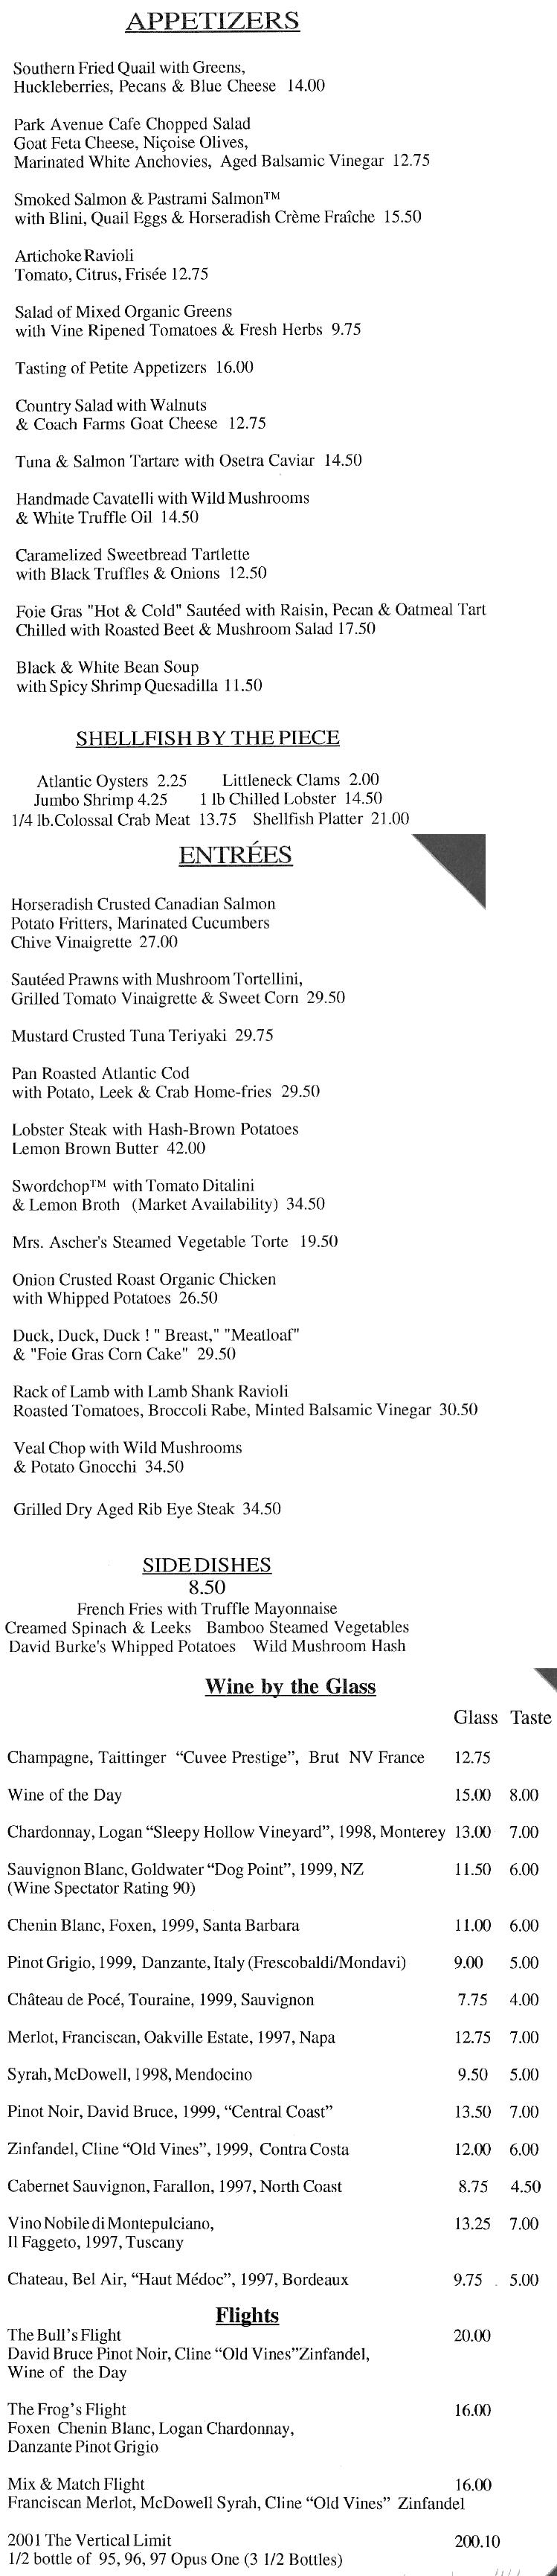 APPETIZERS
Southern Fried Quail with Greens,
Huckleberries, Pecans & Blue Cheese 14.00
Park Avenue Cafe Chopped Salad
Goat Feta Cheese, Niçoise Olives,
Marinated White Anchovies, Aged Balsamic Vinegar 12.75
Smoked Salmon & Pastrami Salmon™
with Blini, Quail Eggs & Horseradish Crème Fraîche 15.50
Artichoke Ravioli
Tomato, Citrus, Frisée 12.75
Salad of Mixed Organic Greens
with Vine Ripened Tomatoes & Fresh Herbs 9.75
Tasting of Petite Appetizers 16.00
Country Salad with Walnuts
& Coach Farms Goat Cheese 12.75
Tuna & Salmon Tartare with Osetra Caviar 14.50
Handmade Cavatelli with Wild Mushrooms
& White Truffle Oil 14.50
Caramelized Sweetbread Tartlette
with Black Truffles & Onions 12.50
Foie Gras "Hot & Cold" Sautéed with Raisin, Pecan & Oatmeal Tart
Chilled with Roasted Beet & Mushroom Salad 17.50
Black & White Bean Soup
with Spicy Shrimp Quesadilla 11.50
SHELLFISH BY THE PIECE
Atlantic Oysters 2.25 Littleneck Clams 2.00
Jumbo Shrimp 4.25 1 lb Chilled Lobster 14.50
1/4 lb.Colossal Crab Meat 13.75 Shellfish Platter 21.00
ENTRÉES
Horseradish Crusted Canadian Salmon
Potato Fritters, Marinated Cucumbers
Chive Vinaigrette 27.00
Sautéed Prawns with Mushroom Tortellini,
Grilled Tomato Vinaigrette & Sweet Corn 29.50
Mustard Crusted Tuna Teriyaki 29.75
Pan Roasted Atlantic Cod
with Potato, Leek & Crab Home-fries 29.50
Lobster Steak with Hash-Brown Potatoes
Lemon Brown Butter 42.00
Swordchop™ with Tomato Ditalini
& Lemon Broth (Market Availability) 34.50
Mrs. Ascher's Steamed Vegetable Torte 19.50
Onion Crusted Roast Organic Chicken
with Whipped Potatoes 26.50
Duck, Duck, Duck ! " Breast," "Meatloaf"
& "Foie Gras Corn Cake" 29.50
Rack of Lamb with Lamb Shank Ravioli
Roasted Tomatoes, Broccoli Rabe, Minted Balsamic Vinegar 30.50
Veal Chop with Wild Mushrooms
& Potato Gnocchi 34.50
Grilled Dry Aged Rib Eye Steak 34.50
SIDE DISHES
8.50
French Fries with Truffle Mayonnaise
Creamed Spinach & Leeks Bamboo Steamed Vegetables
David Burke's Whipped Potatoes Wild Mushroom Hash
Wine by the Glass
Glass Taste
Champagne, Taittinger “Cuvee Prestige”, Brut NV France 12.75
Wine of the Day 15.00 8.00
Chardonnay, Logan “Sleepy Hollow Vineyard”, 1998, Monterey 13.00 7.00
Sauvignon Blanc, Goldwater “Dog Point”, 1999, NZ 11.50 6.00
(Wine Spectator Rating 90)
Chenin Blanc, Foxen, 1999, Santa Barbara 11.00 6.00
Pinot Grigio, 1999, Danzante, Italy (Frescobaldi/Mondavi) 9.00 5.00
Château de Pocé, Touraine, 1999, Sauvignon 7.75 4.00
Merlot, Franciscan, Oakville Estate, 1997, Napa 12.75 7.00
Syrah, McDowell, 1998, Mendocino 9.50 5.00
Pinot Noir, David Bruce, 1999, “Central Coast” 13.50 7.00
Zinfandel, Cline “Old Vines”, 1999, Contra Costa 12.00 6.00
Cabernet Sauvignon, Farallon, 1997, North Coast 8.75 4.50
Vino Nobile di Montepulciano, 13.25 7.00
Il Faggeto, 1997, Tuscany
Chateau, Bel Air, “Haut Médoc”, 1997, Bordeaux 9.75 5.00
Flights
The Bull’s Flight 20.00
David Bruce Pinot Noir, Cline “Old Vines”Zinfandel,
Wine of the Day
The Frog’s Flight 16.00
Foxen Chenin Blanc, Logan Chardonnay,
Danzante Pinot Grigio
Mix & Match Flight 16.00
Franciscan Merlot, McDowell Syrah, Cline “Old Vines” Zinfandel
2001 The Vertical Limit 200.10
1/2 bottle of 95, 96, 97 Opus One (3 1/2 Bottles)